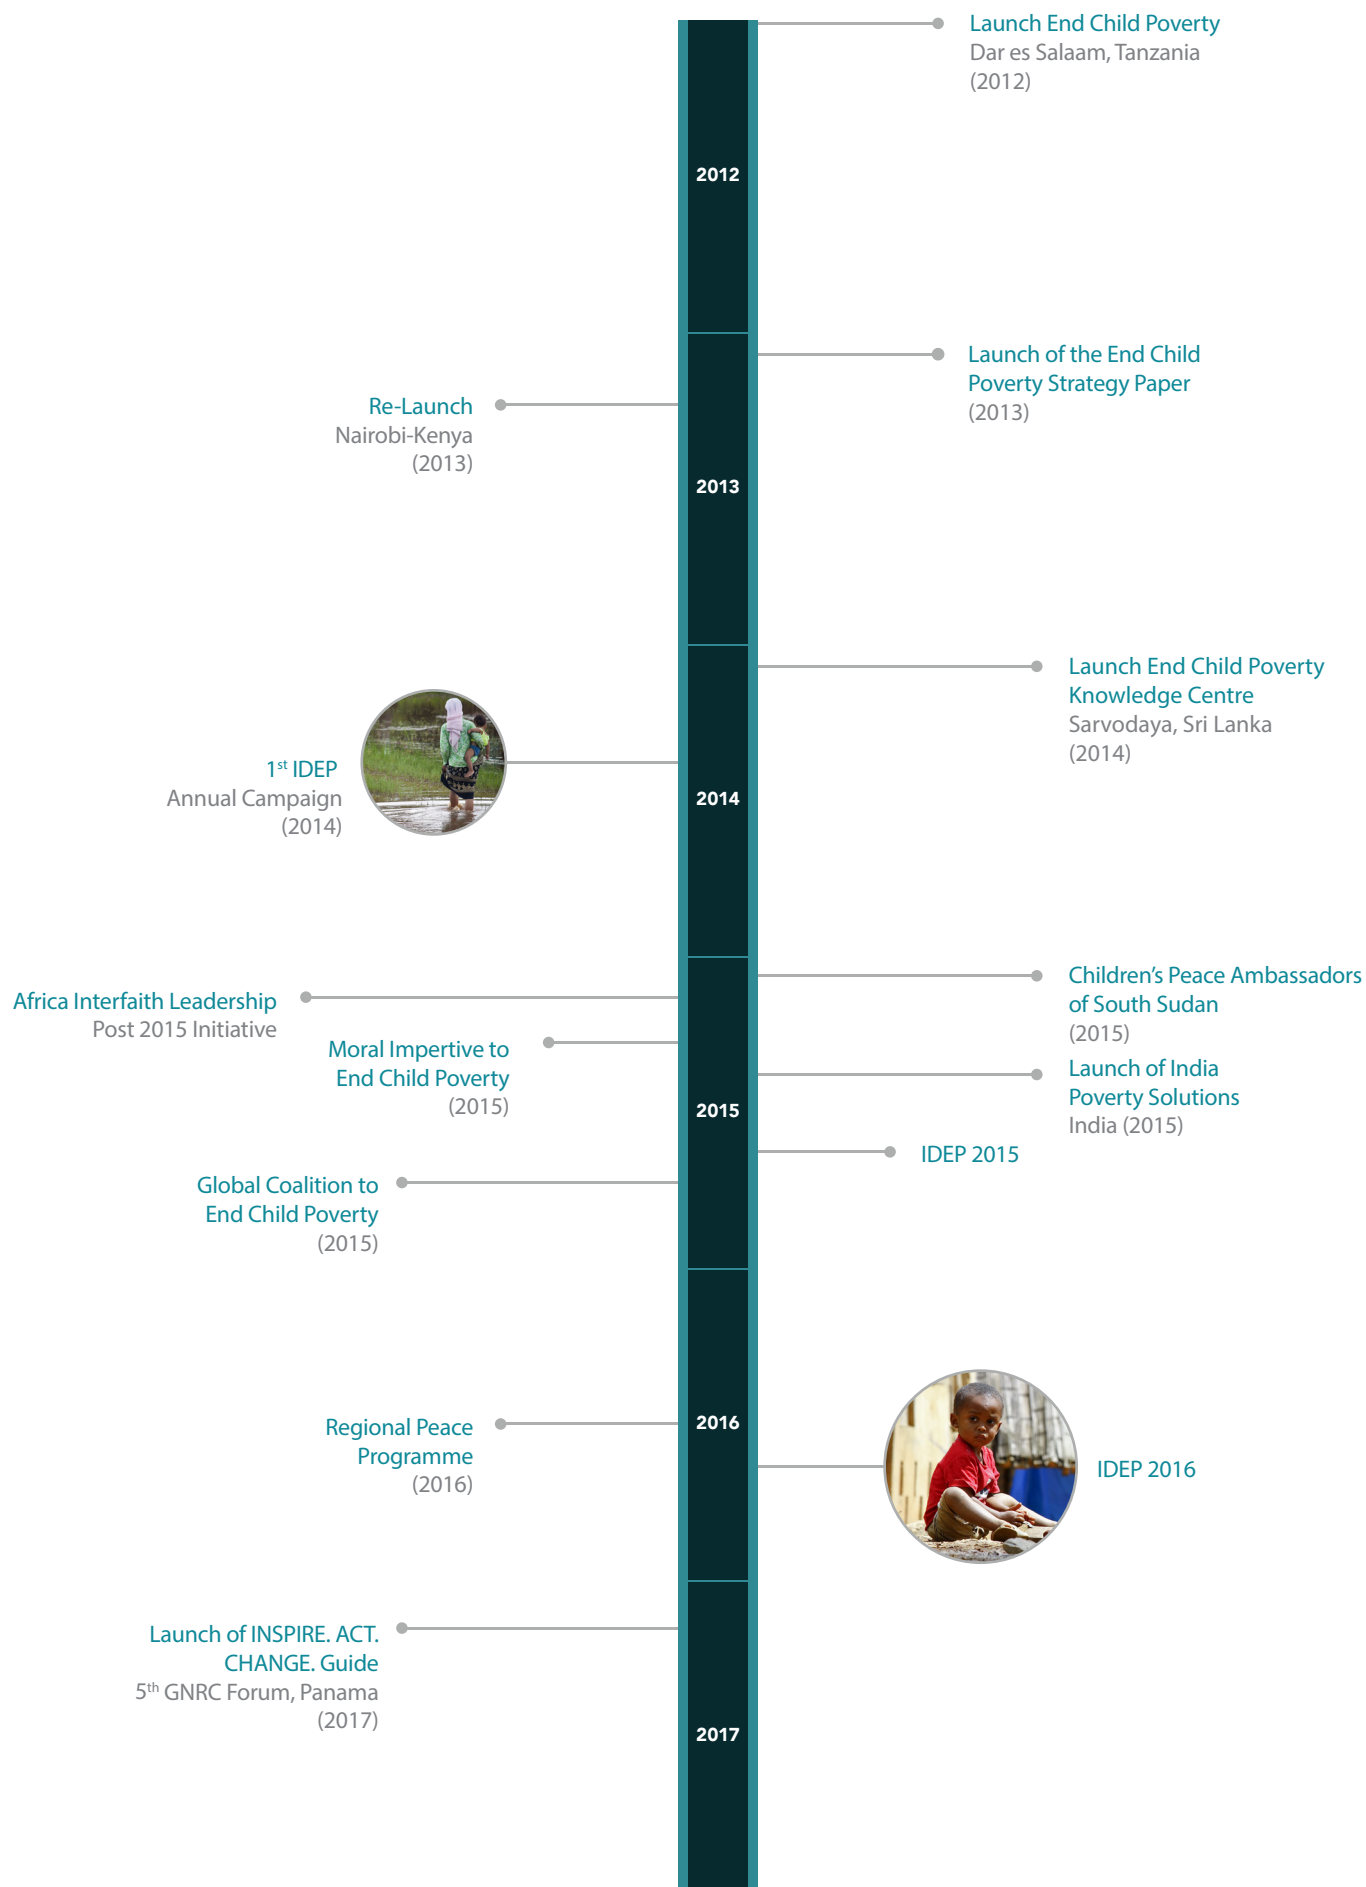 Launch End Child Poverty
Dar es Salaam, Tanzania
(2012)
2012
Launch of the End Child
Poverty Strategy Paper
(2013)
Re-Launch
Nairobi-Kenya
(2013)
2013
Launch End Child Poverty
Knowledge Centre
Sarvodaya, Sri Lanka
(2014)
1st IDEP
Annual Campaign
(2014)
2014
Children’s Peace Ambassadors
of South Sudan
(2015)
Africa Interfaith Leadership
Post 2015 Initiative
Moral Impertive to
End Child Poverty
(2015)
Launch of India
Poverty Solutions
India (2015)
2015
IDEP 2015
Global Coalition to
End Child Poverty
(2015)
2016
Regional Peace
Programme
(2016)
IDEP 2016
Launch of INSPIRE. ACT.
CHANGE. Guide
5th GNRC Forum, Panama
(2017)
2017